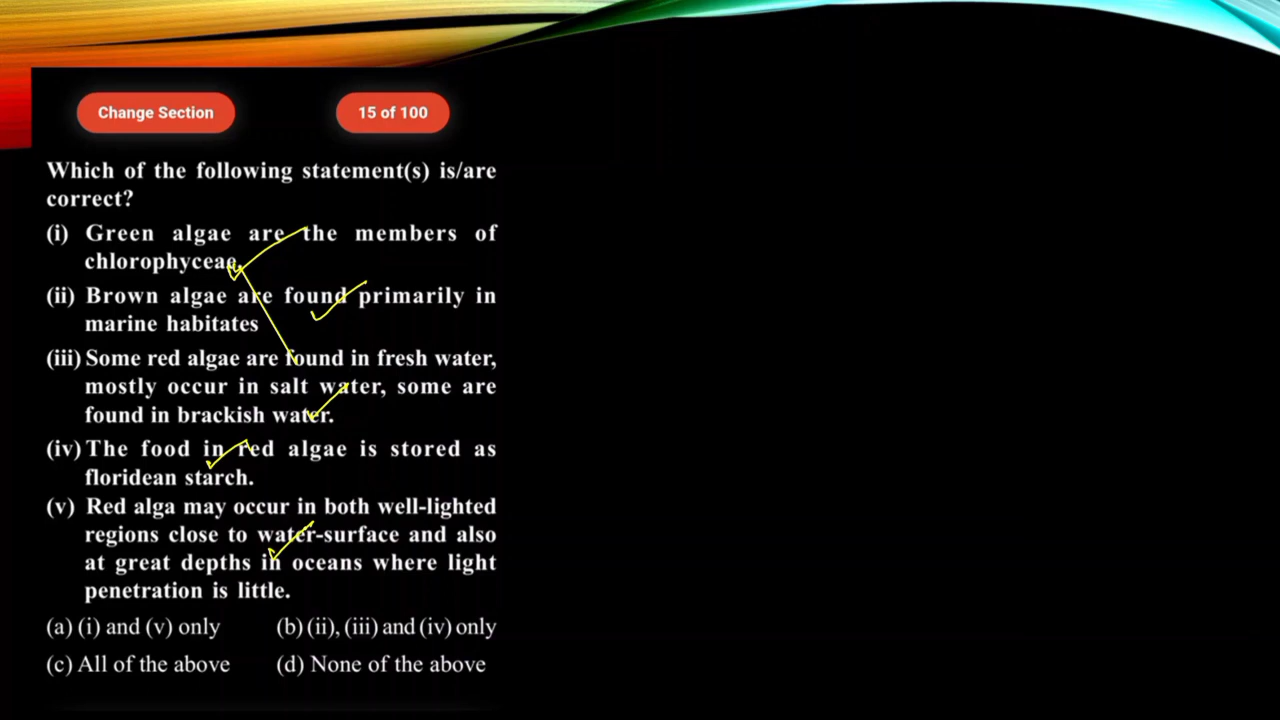 Change Section
15 of 100
Which of the following statement(s) is/are
correct?
(i) Green algae are the members of
chlorophyceae.
(ii) Brown algae are found primarily in
marine habitates
(iii) Some red algae are found in fresh water,
mostly occur in salt water, some are
found in brackish water.
(iv) The food in red algae is stored as
floridean starch.
(v) Red alga may occur in both well-lighted
regions close to water-surface and also
at great depths in oceans where light
penetration is little.
(a) (i) and (v) only (b) (ii), (iii) and (iv) only
(c) All of the above (d) None of the above